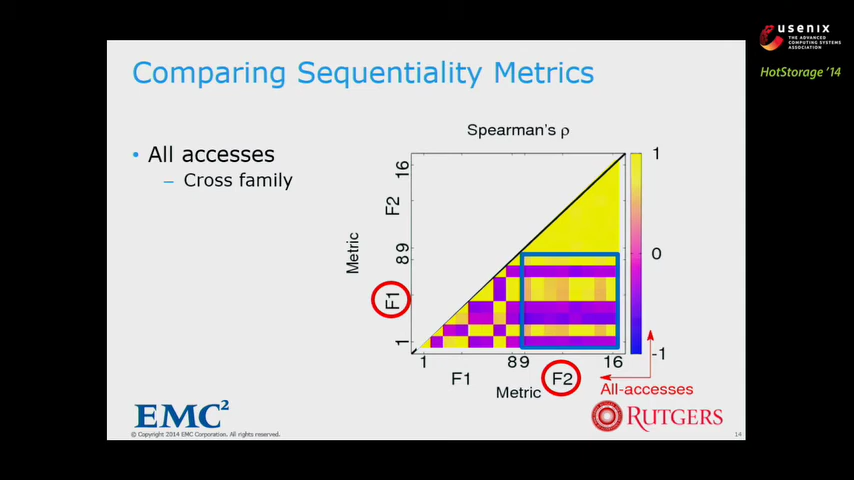 usenix
THE ADVANCED
COMPUTING SYSTEMS
ASSOCIATION
HotStorage '14
Comparing Sequentiality Metrics
• All accesses
– Cross family
Spearman's ρ
Metric
16
F2
8 9
F1
1
1
0
-1
1 8 9 16
F1 F2
Metric
All-accesses
EMC²
© Copyright 2014 EMC Corporation. All rights reserved.
RUTGERS
14